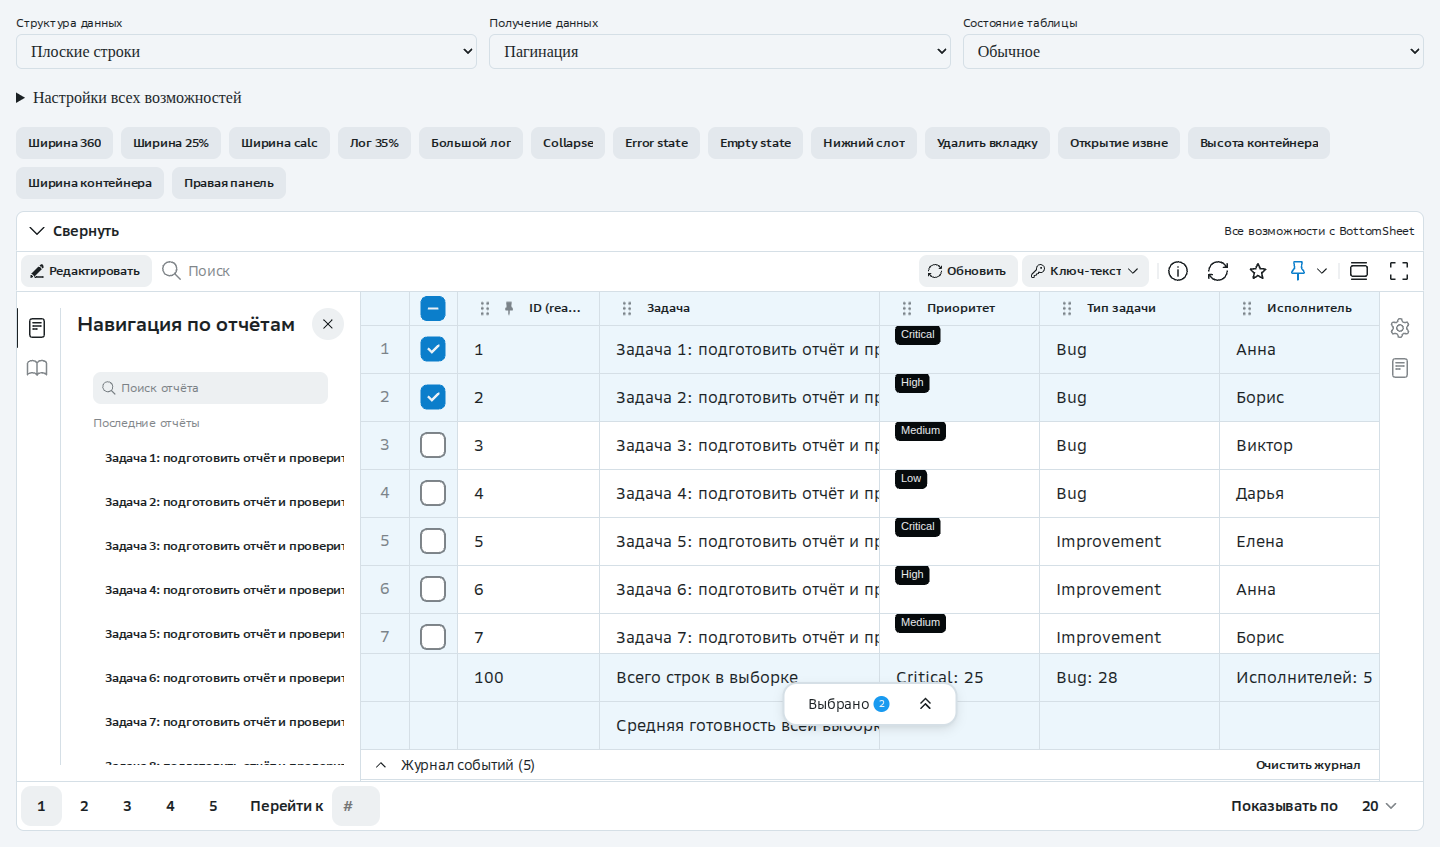 Структура данных Получение данных Состояние таблицы
Плоские строки Пагинация Обычное
Настройки всех возможностей
Ширина 360 Ширина 25% Ширина calc Лог 35% Большой лог Collapse Error state Empty state Нижний слот Удалить вкладку Открытие извне Высота контейнера
Ширина контейнера Правая панель
Свернуть Все возможности с BottomSheet
Редактировать Поиск Обновить Ключ-текст
Навигация по отчётам
Поиск отчёта
Последние отчёты
Задача 1: подготовить отчёт и проверит
Задача 2: подготовить отчёт и проверит
Задача 3: подготовить отчёт и проверит
Задача 4: подготовить отчёт и проверит
Задача 5: подготовить отчёт и проверит
Задача 6: подготовить отчёт и проверит
Задача 7: подготовить отчёт и проверит
ID (rea... Задача Приоритет Тип задачи Исполнитель
1 1 Задача 1: подготовить отчёт и пр Critical Bug Анна
2 2 Задача 2: подготовить отчёт и пр High Bug Борис
3 3 Задача 3: подготовить отчёт и пр Medium Bug Виктор
4 4 Задача 4: подготовить отчёт и пр Low Bug Дарья
5 5 Задача 5: подготовить отчёт и пр Critical Improvement Елена
6 6 Задача 6: подготовить отчёт и пр High Improvement Анна
7 7 Задача 7: подготовить отчёт и пр Medium Improvement Борис
100 Всего строк в выборке Critical: 25 Bug: 28 Исполнителей: 5
Средняя готовность всей выборк
Выбрано 2
Журнал событий (5) Очистить журнал
1 2 3 4 5 Перейти к # Показывать по 20